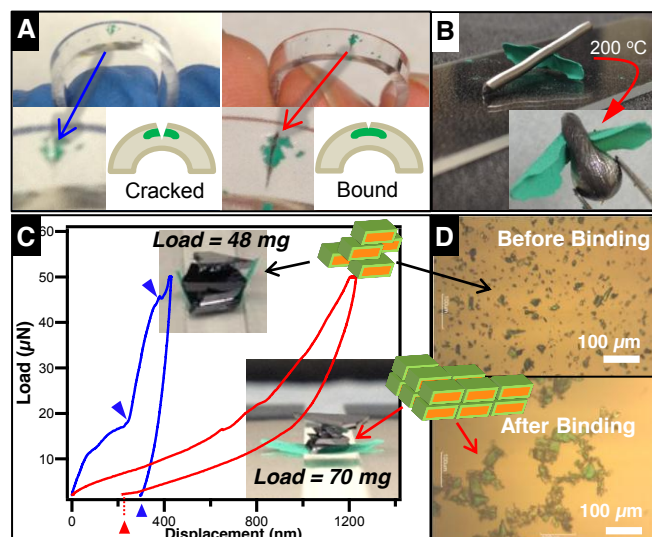 A
Cracked
Bound
B
200 °C
C
Load = 48 mg
Load = 70 mg
60
50
40
30
20
10
Load (µN)
0
400
800
1200
Displacement (nm)
D
Before Binding
100 µm
After Binding
100 µm